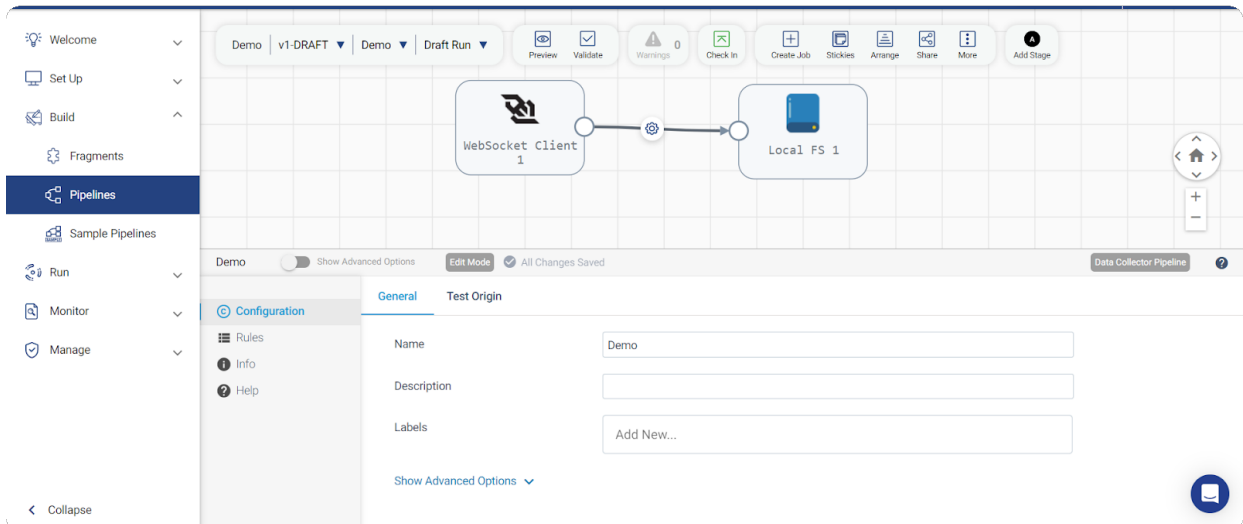 Welcome
Set Up
Build
Fragments
Pipelines
Sample Pipelines
Run
Monitor
Manage
Collapse
Demo v1-DRAFT Demo Draft Run
Preview Validate
Warnings 0
Check In
Create Job Stickies Arrange Share More
A
Add Stage
WebSocket Client
1
Local FS 1
Demo Show Advanced Options Edit Mode All Changes Saved Data Collector Pipeline ?
Configuration
Rules
Info
Help
General Test Origin
Name Demo
Description
Labels Add New...
Show Advanced Options